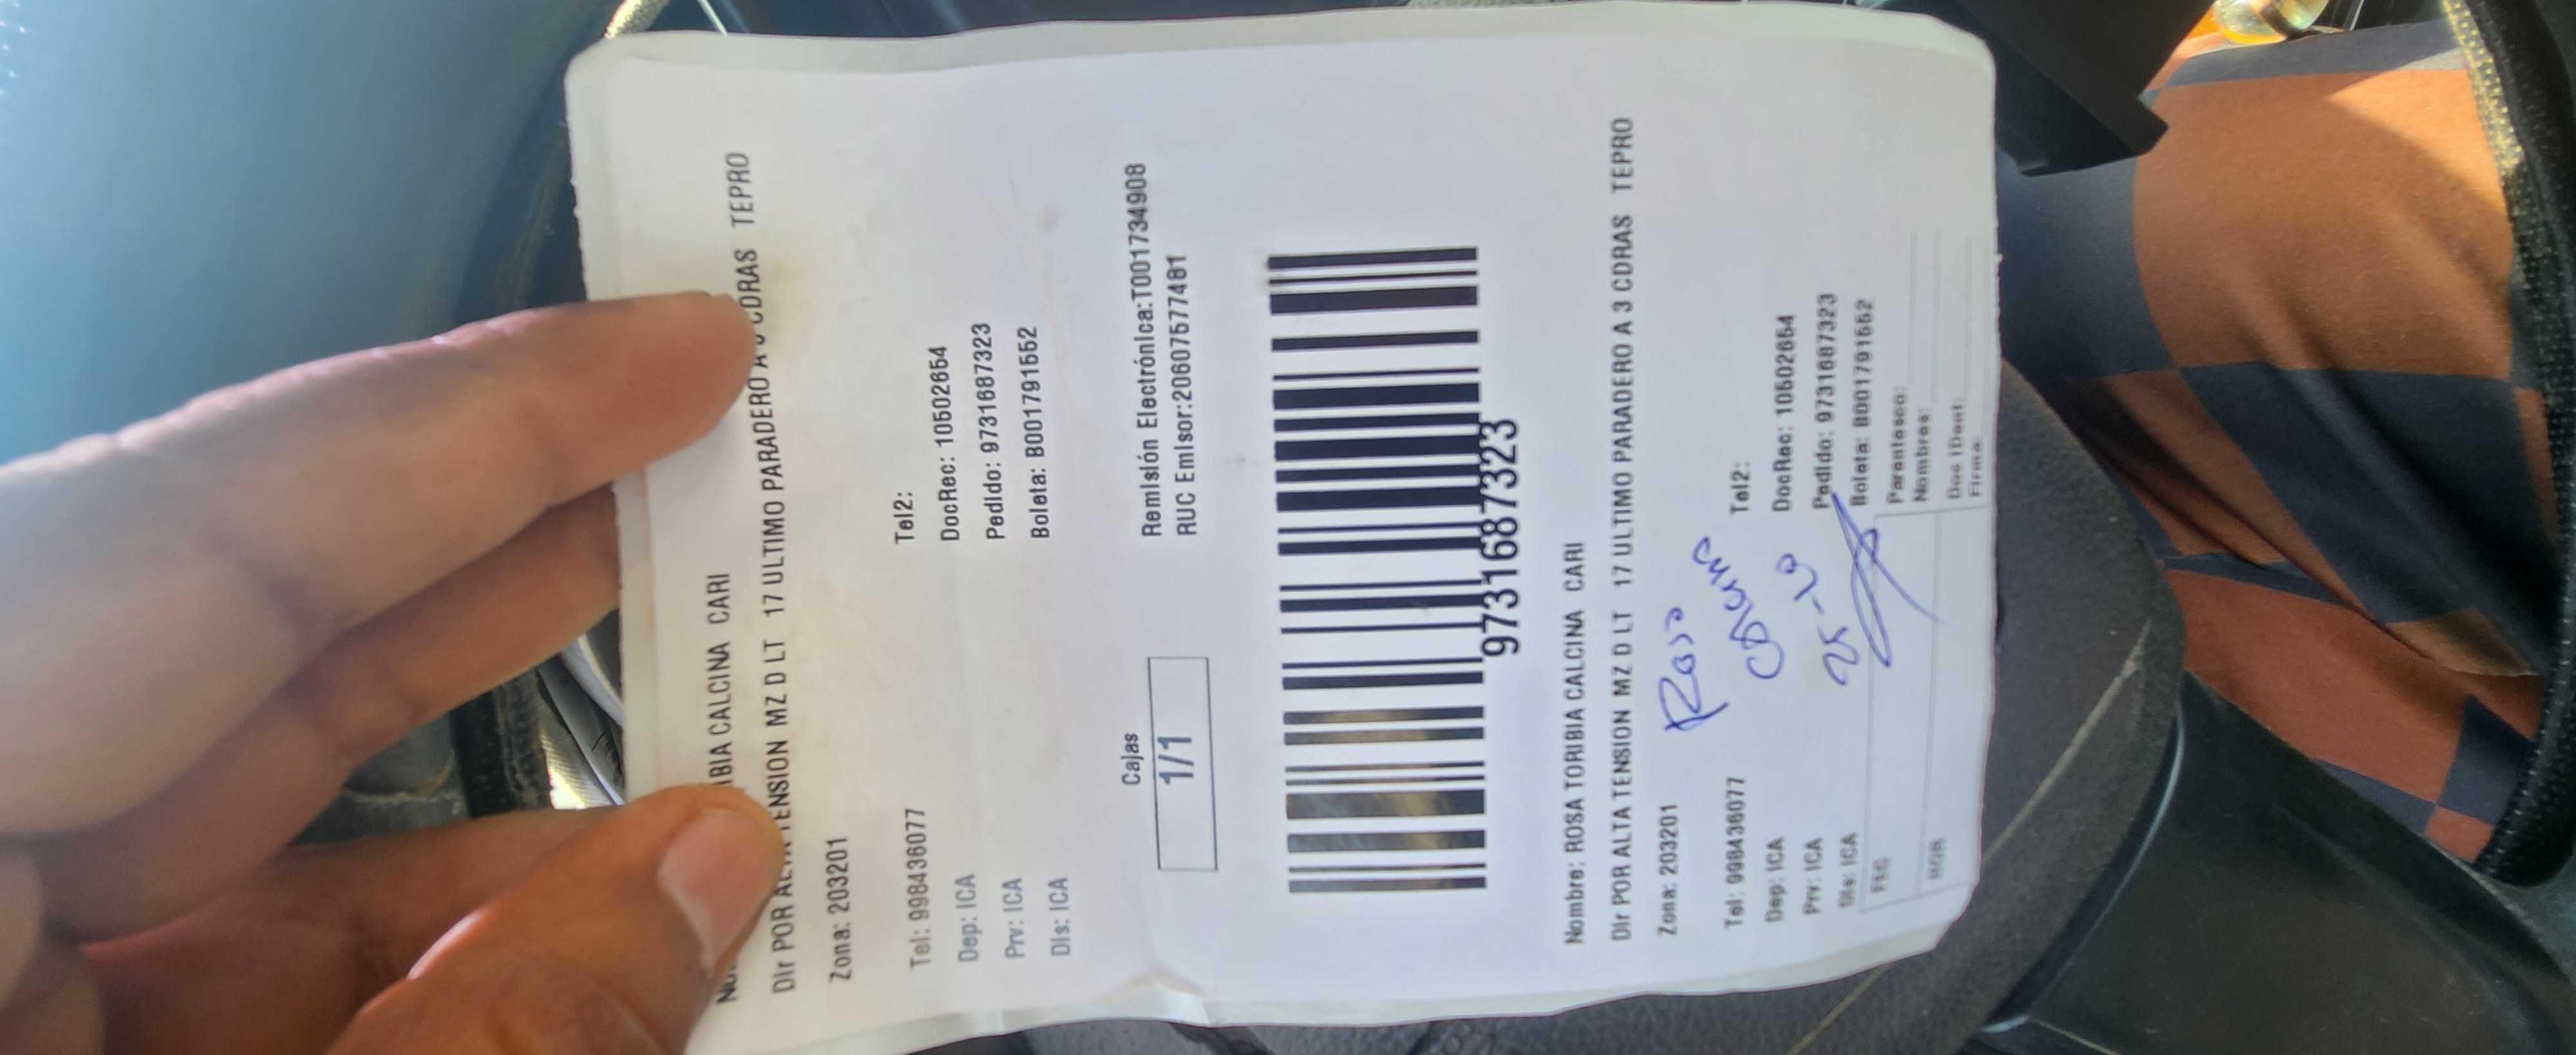 IBIA CALCINA CARI
Dir POR ALTA TENSION MZ D LT 17 ULTIMO PARADERO A 3 CDRAS TEPRO
Zona: 203201
Tel: 998436077 Tel2:
Dep: ICA DocRec: 10502654
Prv: ICA Pedido: 97316887323
Dis: ICA Boleta: B001791552
Cajas
1/1
Remisión Electrónica:T001734908
RUC Emisor:20607577481
97316887323
Nombre: ROSA TORIBIA CALCINA CARI
Dir POR ALTA TENSION MZ D LT 17 ULTIMO PARADERO A 3 CDRAS TEPRO
Zona: 203201
Rosa
Tel: 998436077 Tel2:
Dep: ICA DocRec: 10502654
Prv: ICA Pedido: 97316887323
Dis: ICA Boleta: B001791552
Parentesco:
Nombres:
Doc Ident:
Firma:
FEC
HOR